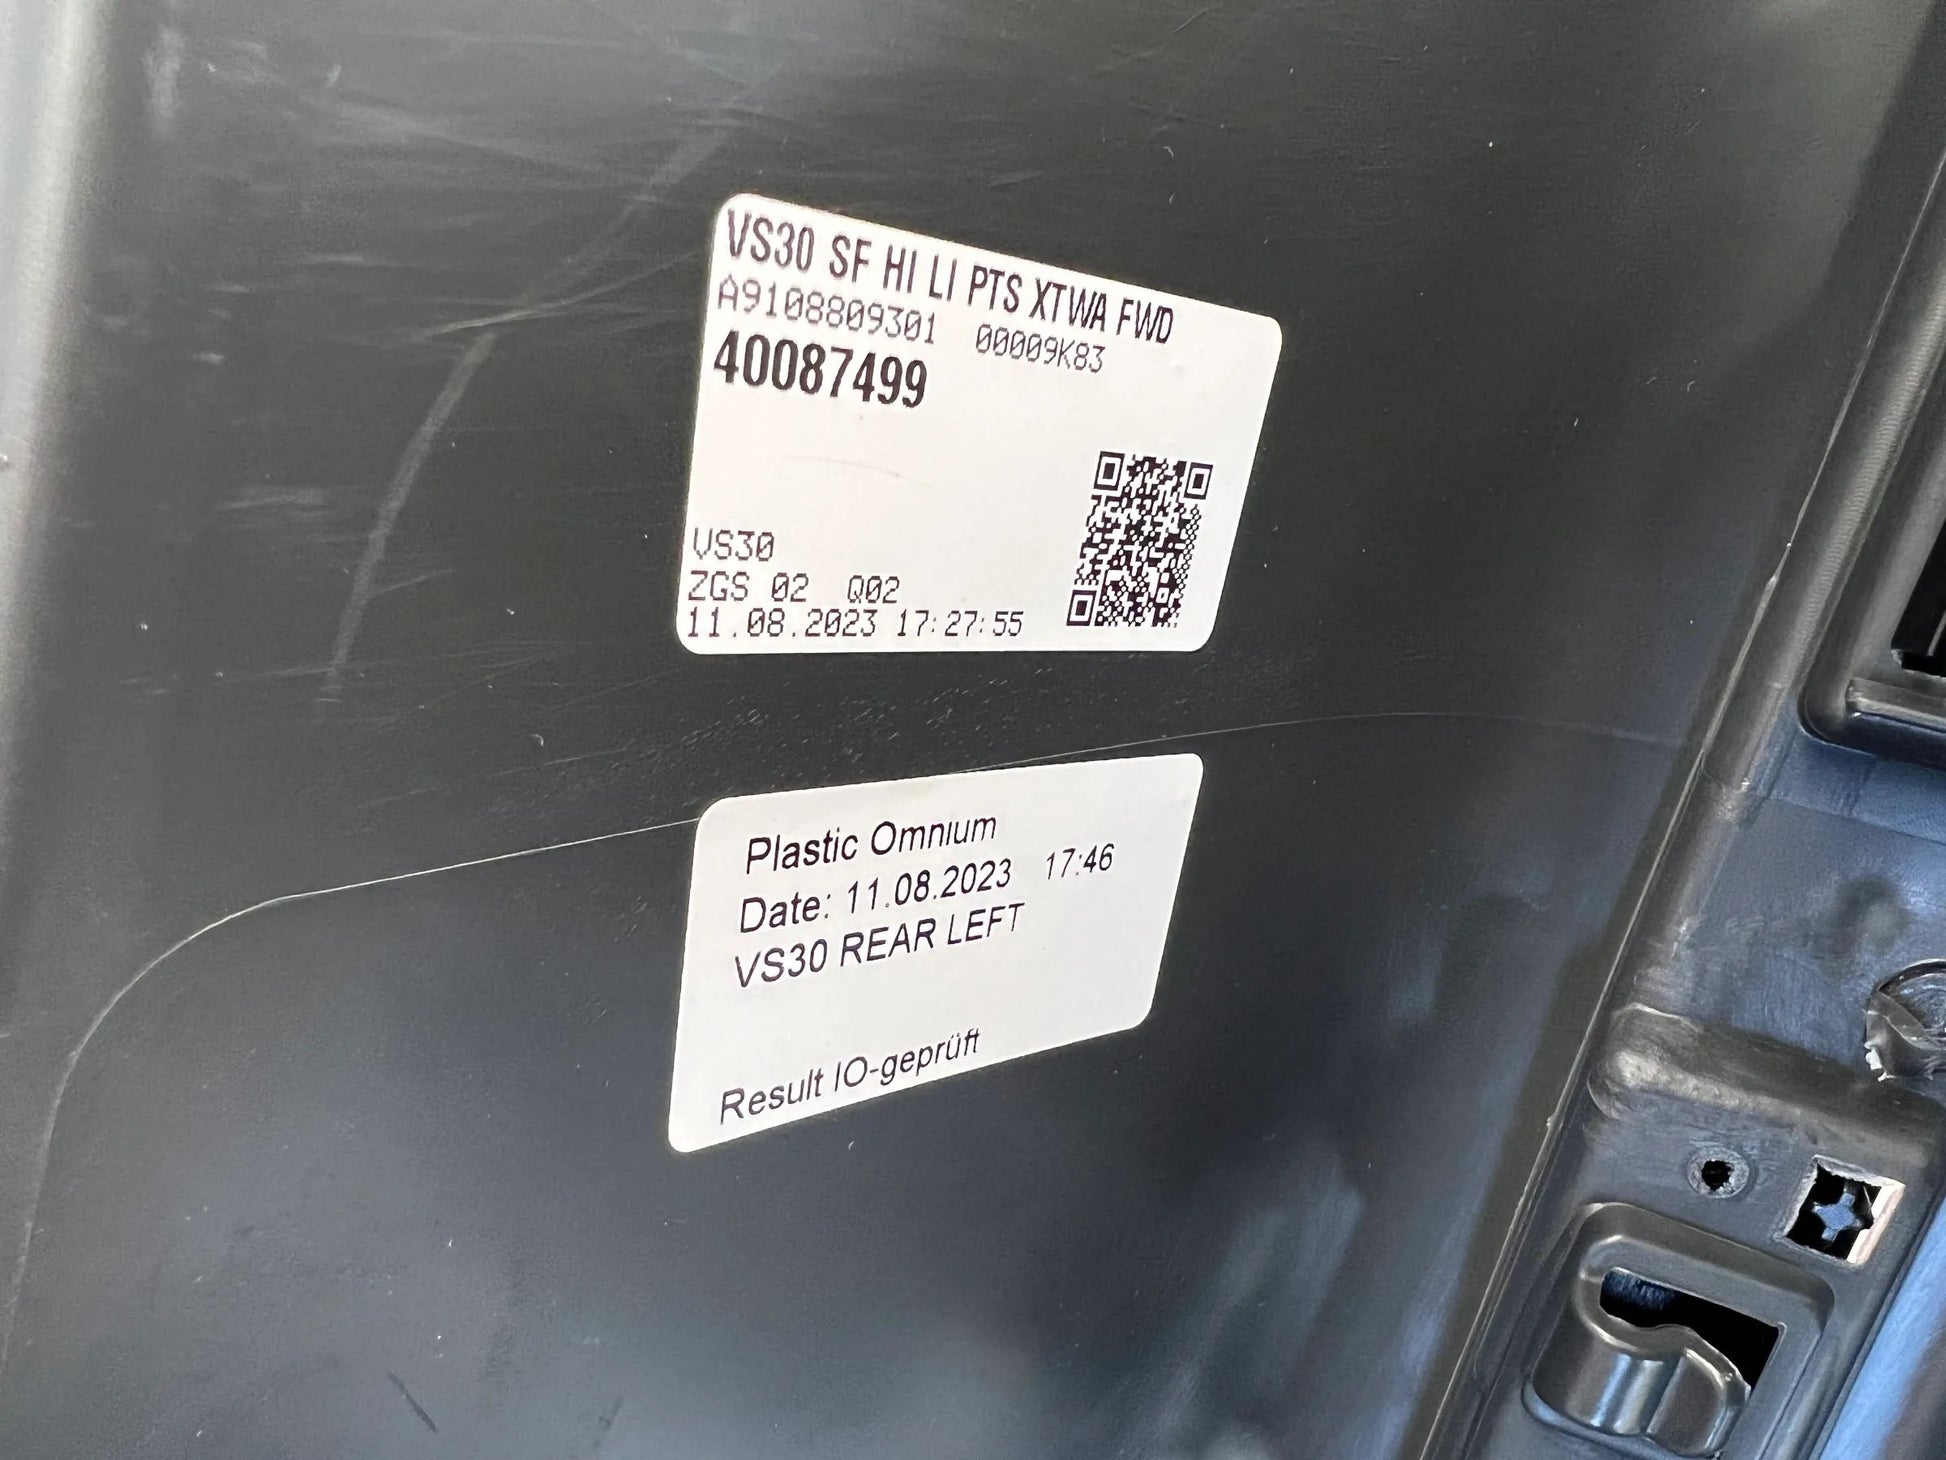 VS30 SF HI LI PTS XTWA FWD
A9108809301 00009K83
40087499
VS30
ZGS 02 Q02
11.08.2023 17:27:55
Plastic Omnium
Date: 11.08.2023 17:46
VS30 REAR LEFT
Result IO-geprüft